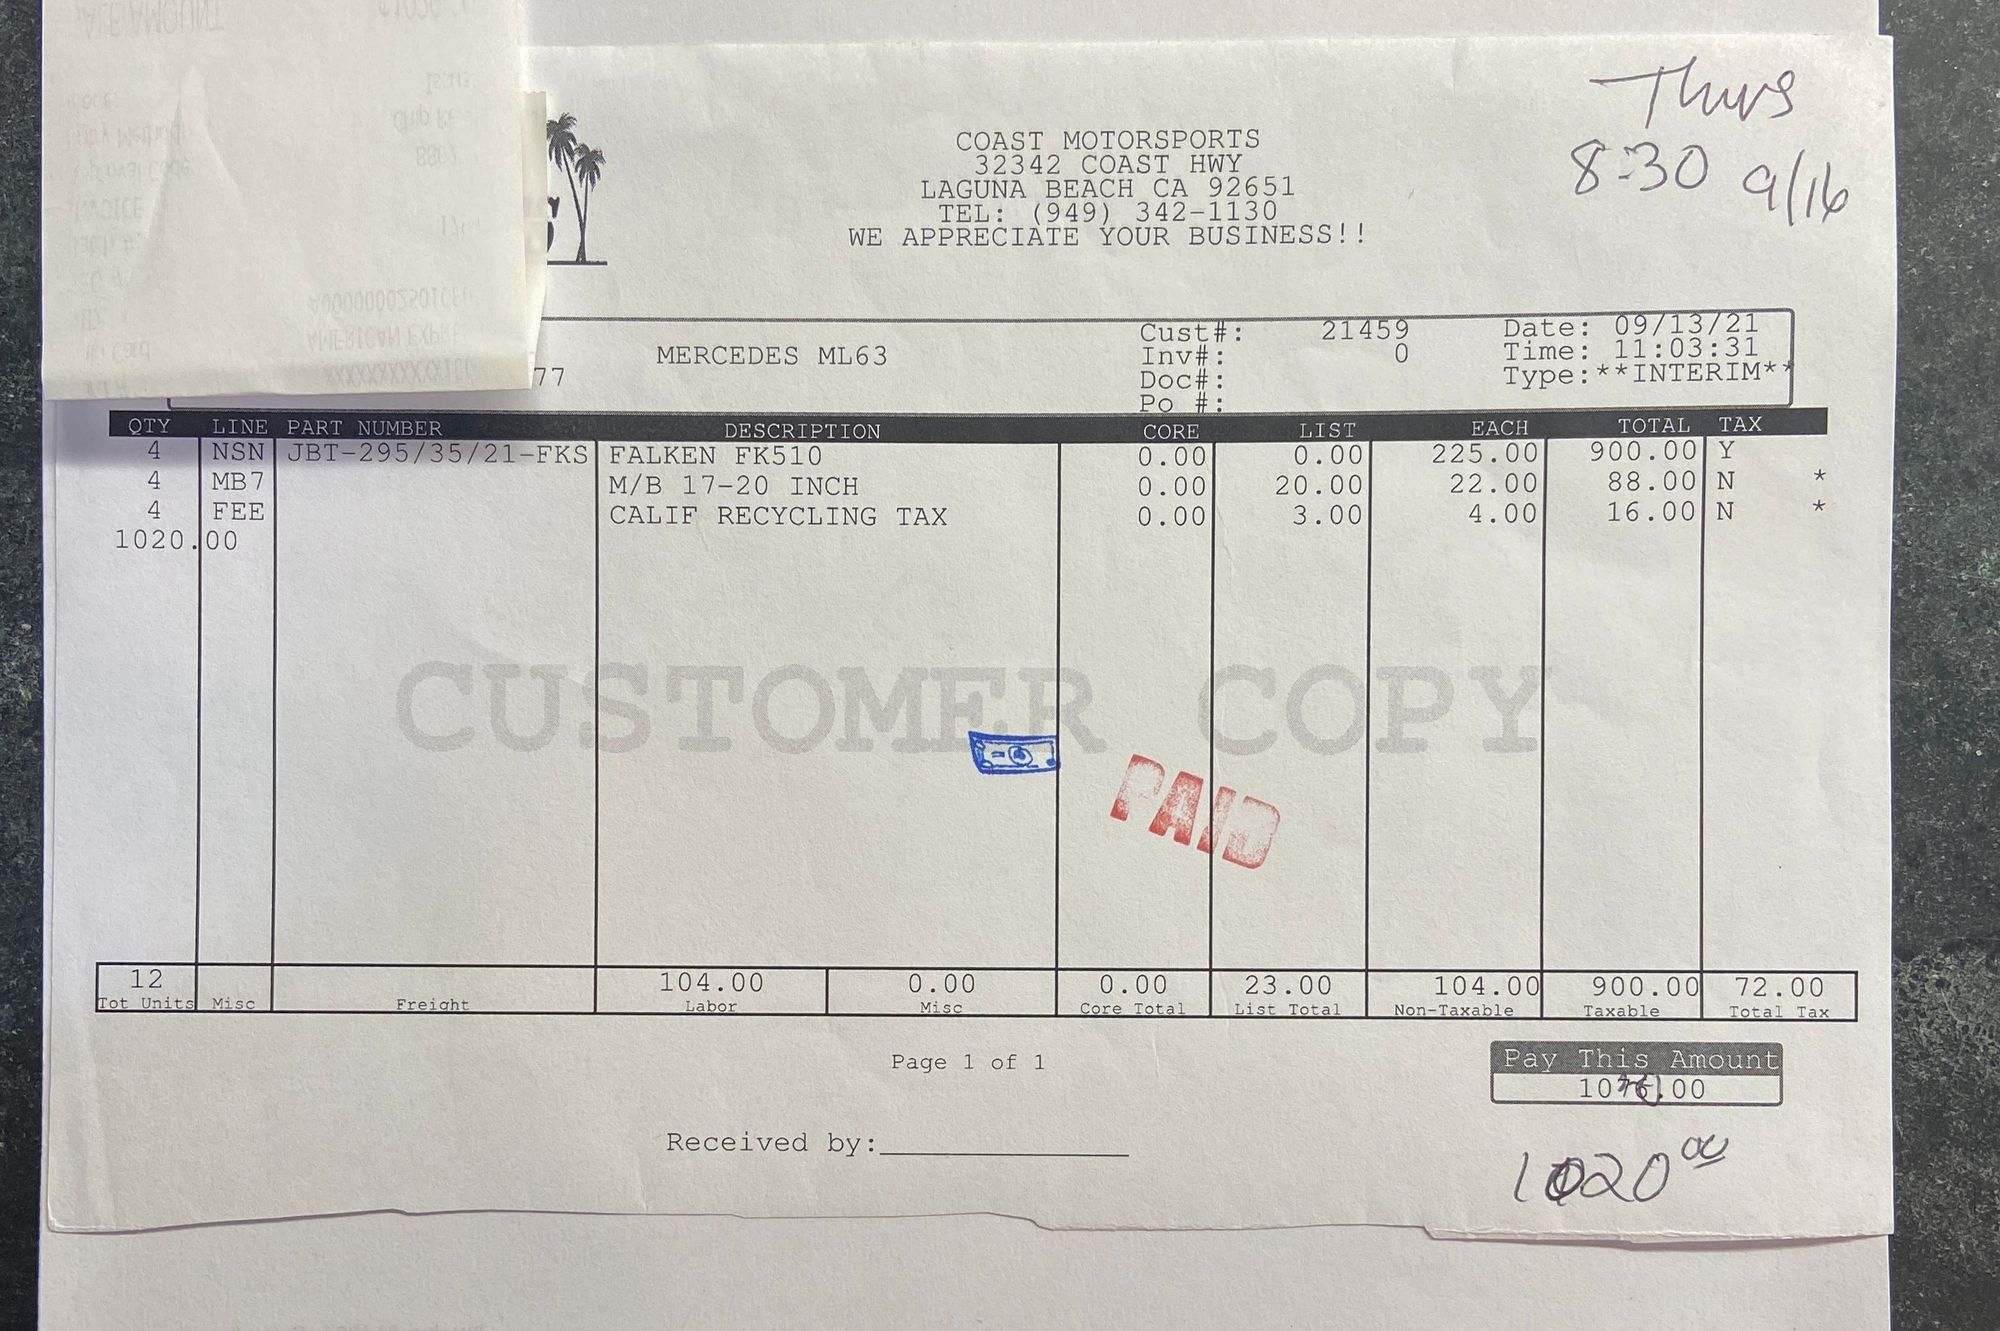 Thurs
8:30 9/16
COAST MOTORSPORTS
32342 COAST HWY
LAGUNA BEACH CA 92651
TEL: (949) 342-1130
WE APPRECIATE YOUR BUSINESS!!
77 MERCEDES ML63
Cust#: 21459
Inv#: 0
Doc#:
Po #:
Date: 09/13/21
Time: 11:03:31
Type:**INTERIM**
QTY LINE PART NUMBER DESCRIPTION CORE LIST EACH TOTAL TAX
4 NSN JBT-295/35/21-FKS FALKEN FK510 0.00 0.00 225.00 900.00 Y
4 MB7 M/B 17-20 INCH 0.00 20.00 22.00 88.00 N *
4 FEE CALIF RECYCLING TAX 0.00 3.00 4.00 16.00 N *
1020.00
CUSTOMER COPY
PAID
12 104.00 0.00 0.00 23.00 104.00 900.00 72.00
Tot Units Misc Freight Labor Misc Core Total List Total Non-Taxable Taxable Total Tax
Page 1 of 1
Pay This Amount
1076.00
Received by:
1020 00